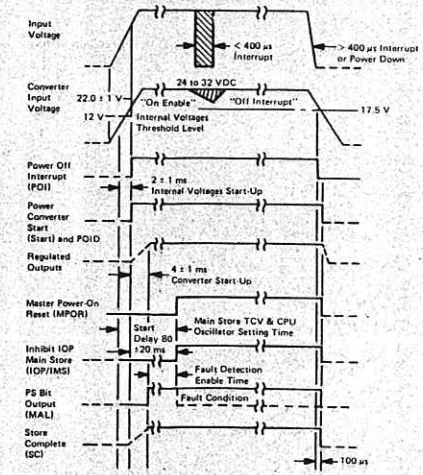 Input
Voltage
< 400 µs
Interrupt
> 400 µs Interrupt
or Power Down
Converter
Input
Voltage
24 to 32 VDC
22.0 ± 1 V
"On Enable"
"Off Interrupt"
17.5 V
12 V
Internal Voltages
Threshold Level
Power Off
Interrupt
(POI)
2 ± 1 ms
Internal Voltages Start-Up
Power
Converter
Start
(Start) and POID
Regulated
Outputs
4 ± 1 ms
Converter Start-Up
Master Power-On
Reset (MPOR)
Start
Delay 80
±20 ms
Main Store TCV & CPU
Oscillator Setting Time
Inhibit IOP
Main Store
(IOP/IMS)
Fault Detection
Enable Time
PS Bit
Output
(MAL)
Fault Condition
Store
Complete
(SC)
100 µs